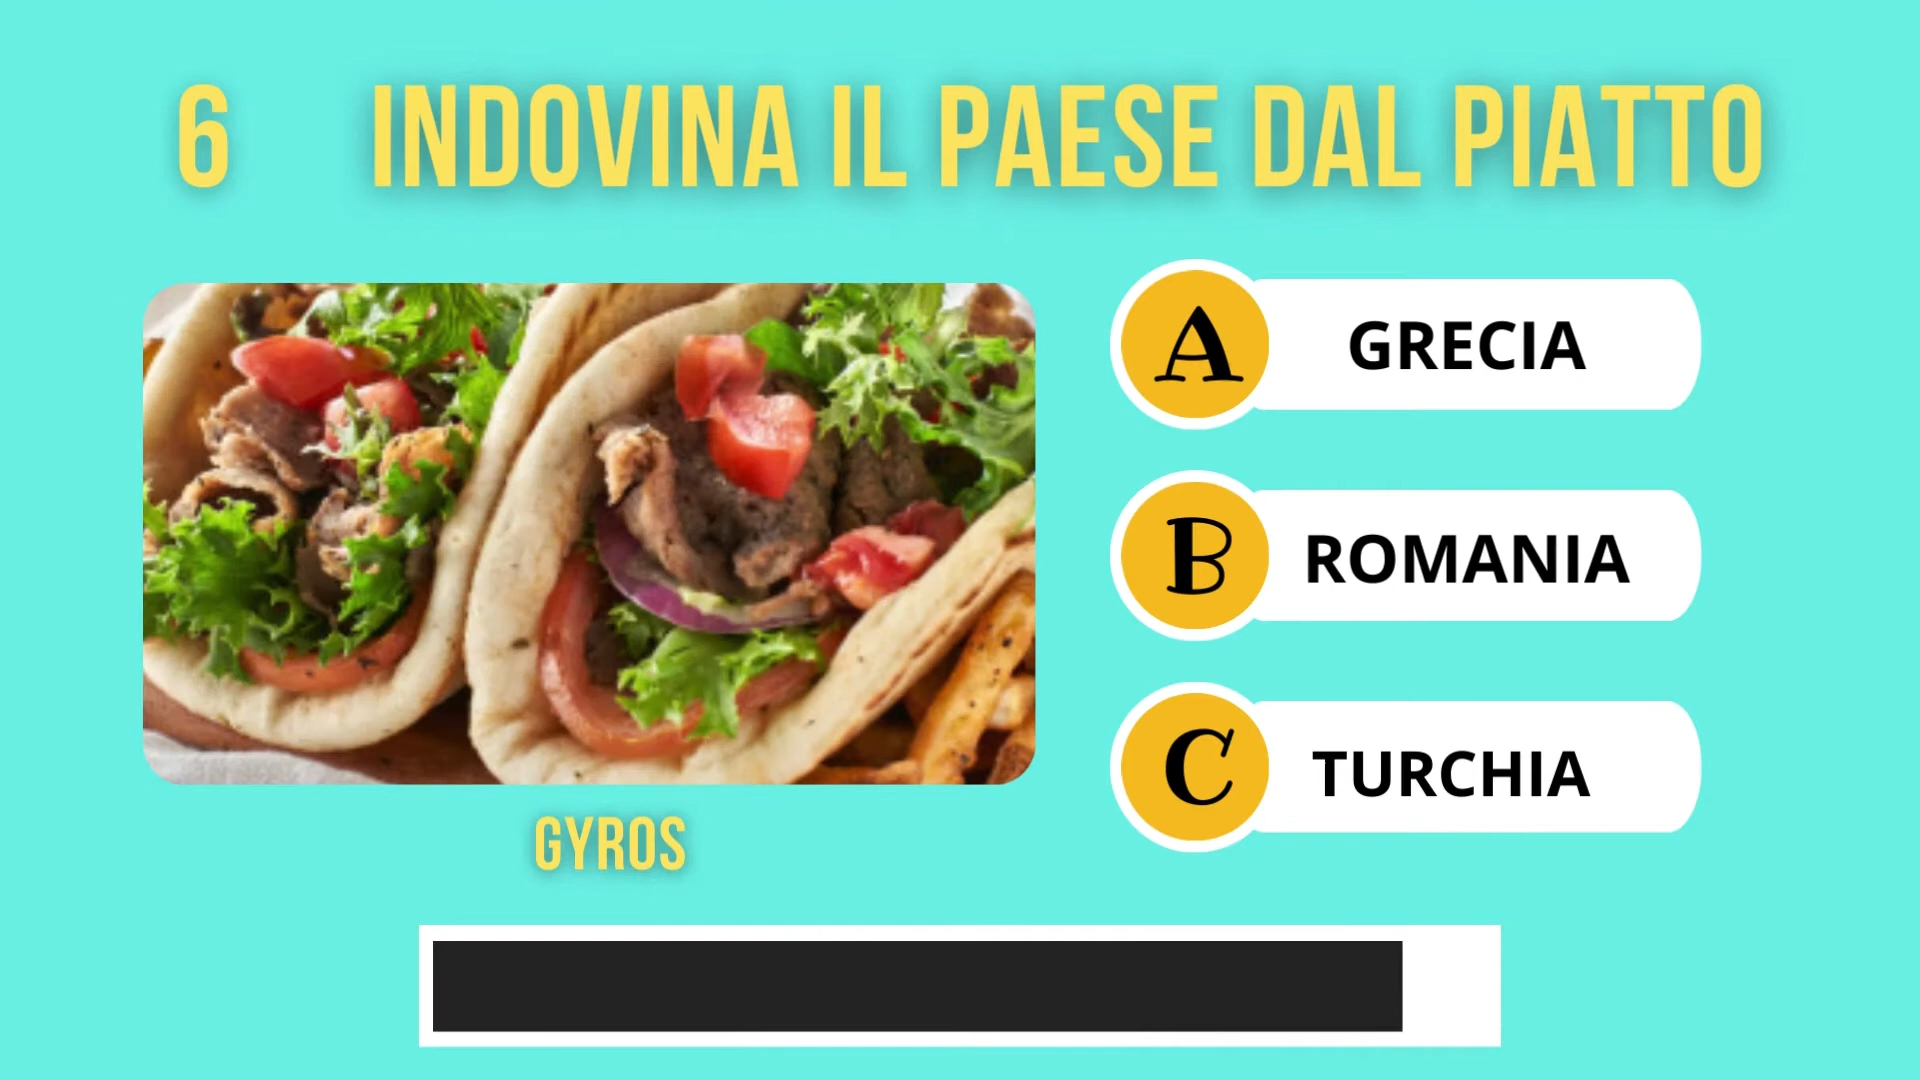 6 INDOVINA IL PAESE DAL PIATTO
A GRECIA
B ROMANIA
C TURCHIA
GYROS